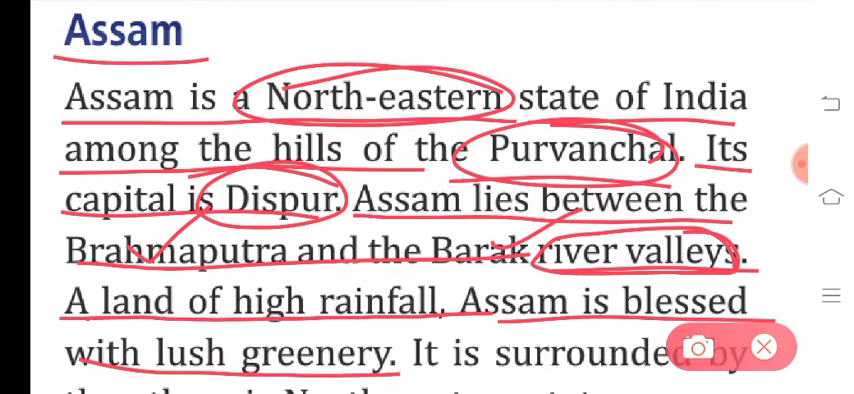 Assam
Assam is a North-eastern state of India
among the hills of the Purvanchal. Its
capital is Dispur. Assam lies between the
Brahmaputra and the Barak river valleys.
A land of high rainfall, Assam is blessed
with lush greenery. It is surrounded by